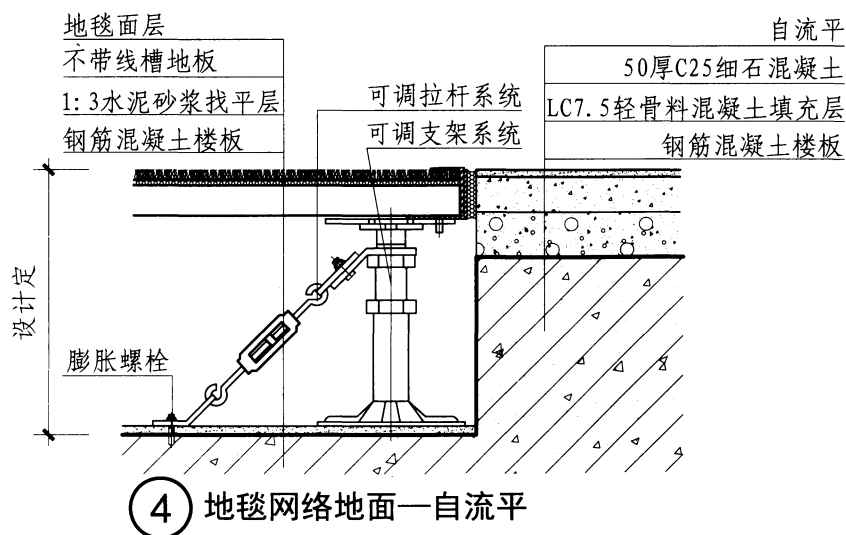 地毯面层
不带线槽地板
1:3水泥砂浆找平层
钢筋混凝土楼板
可调拉杆系统
可调支架系统
自流平
50厚C25细石混凝土
LC7.5轻骨料混凝土填充层
钢筋混凝土楼板
设计定
膨胀螺栓
4 地毯网络地面—自流平